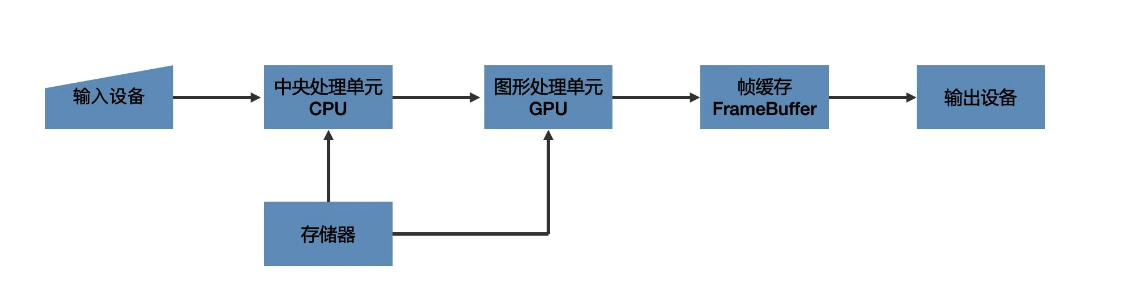 输入设备
中央处理单元
CPU
图形处理单元
GPU
帧缓存
FrameBuffer
输出设备
存储器